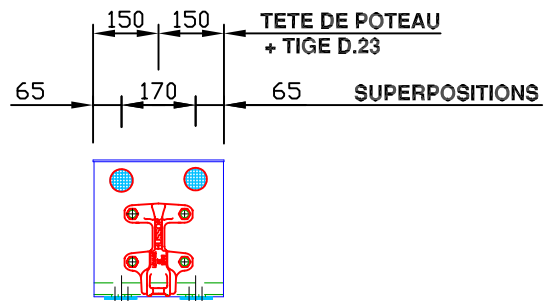 150 150 TETE DE POTEAU
+ TIGE D.23
65 170 65 SUPERPOSITIONS